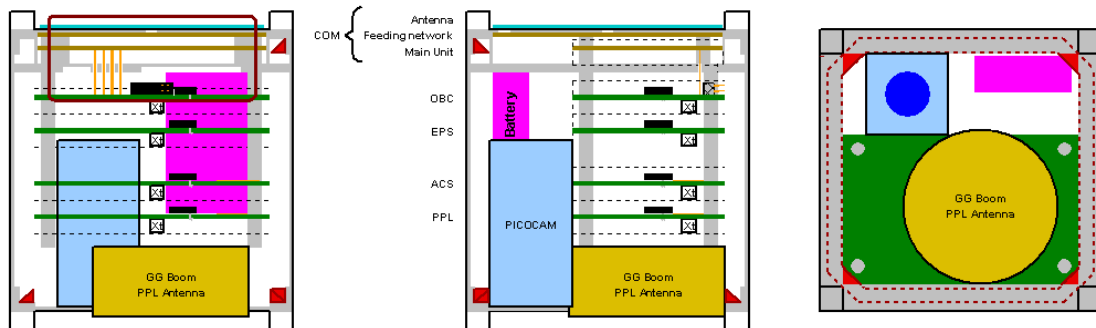 Antenna
COM
Feeding network
Main Unit
OBC
EPS
ACS
PPL
Xt
Xt
Xt
Xt
GG Boom
PPL Antenna
Battery
PICOCAM
Xt
Xt
Xt
Xt
GG Boom
PPL Antenna
GG Boom
PPL Antenna